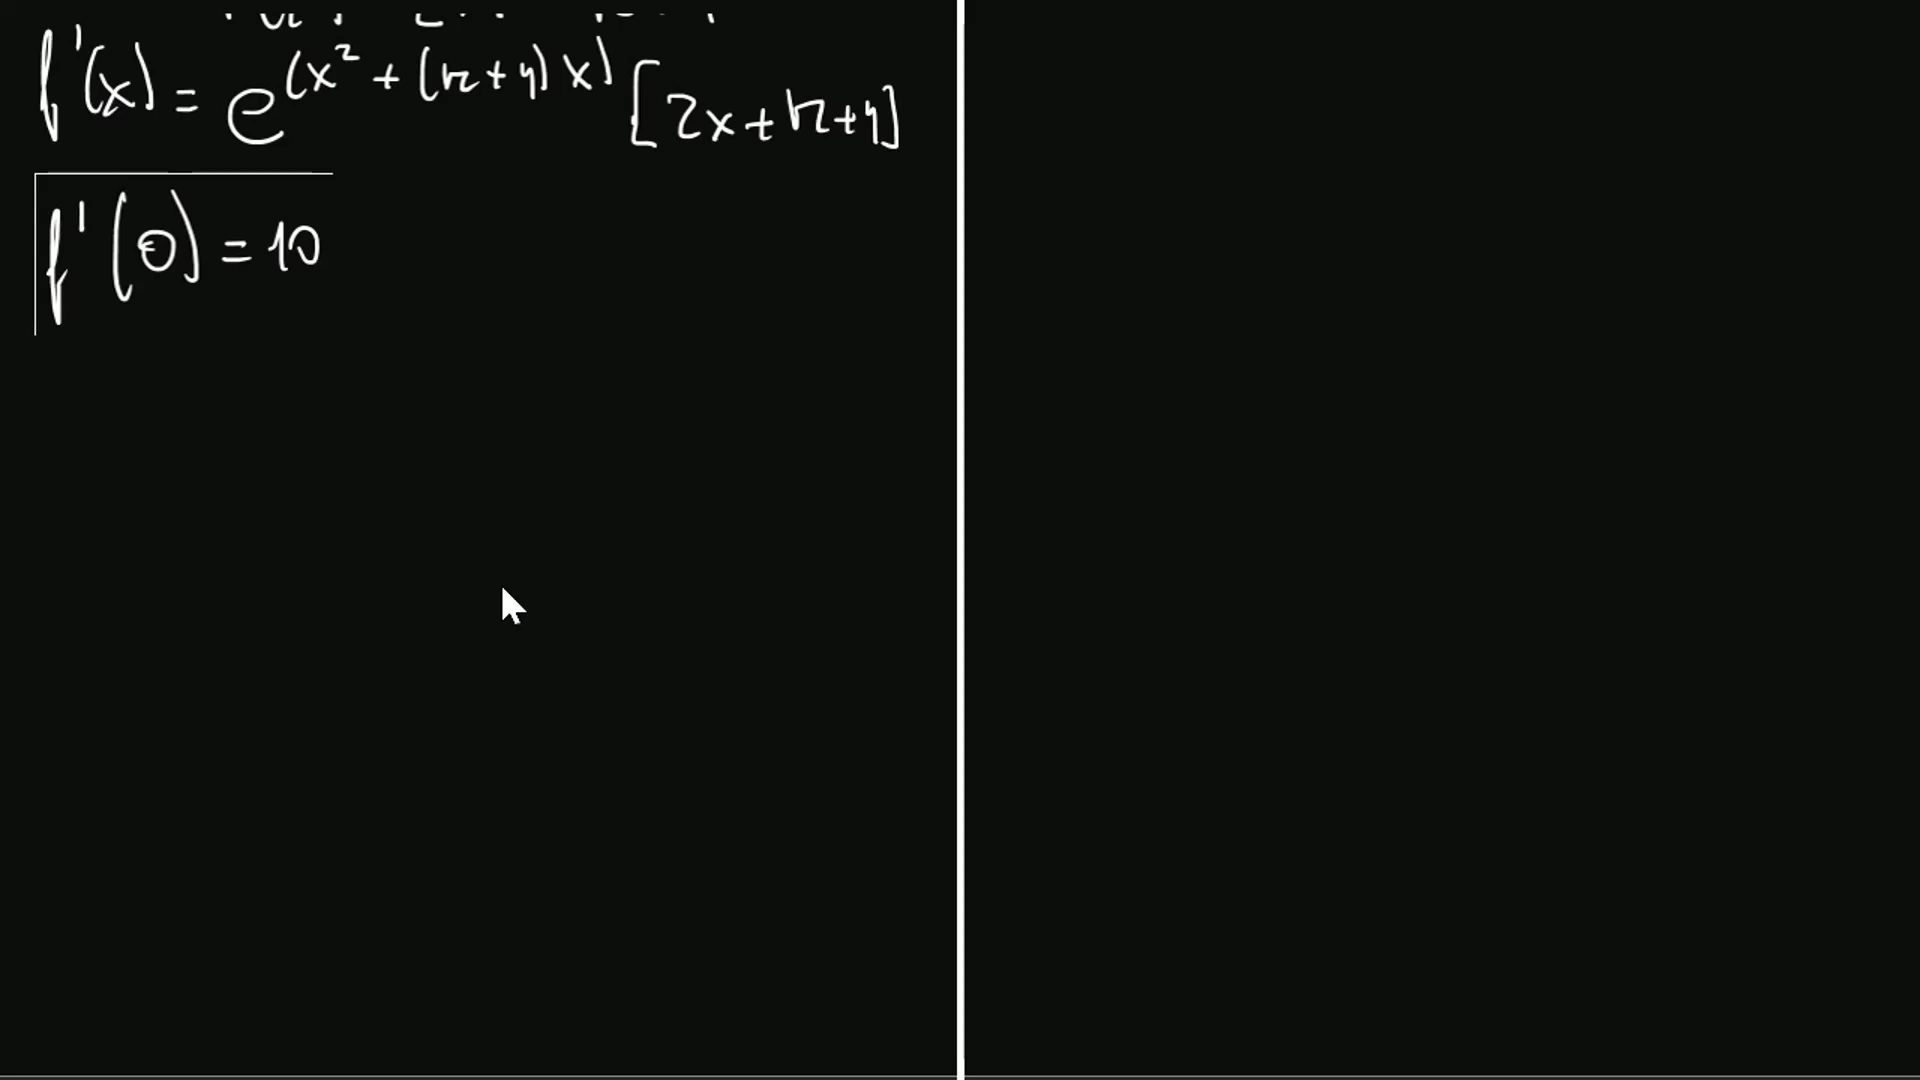 f'(x) = e^(x² + (k+4)x) [2x+k+4]
f'(0) = 10